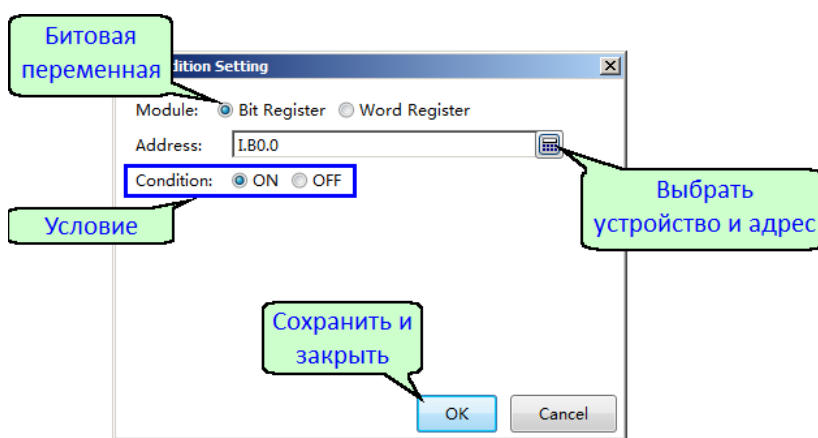 Битовая
переменная
dition Setting
Module: Bit Register Word Register
Address: I.B0.0
Condition: ON OFF
Условие
Выбрать
устройство и адрес
Сохранить и
закрыть
OK Cancel